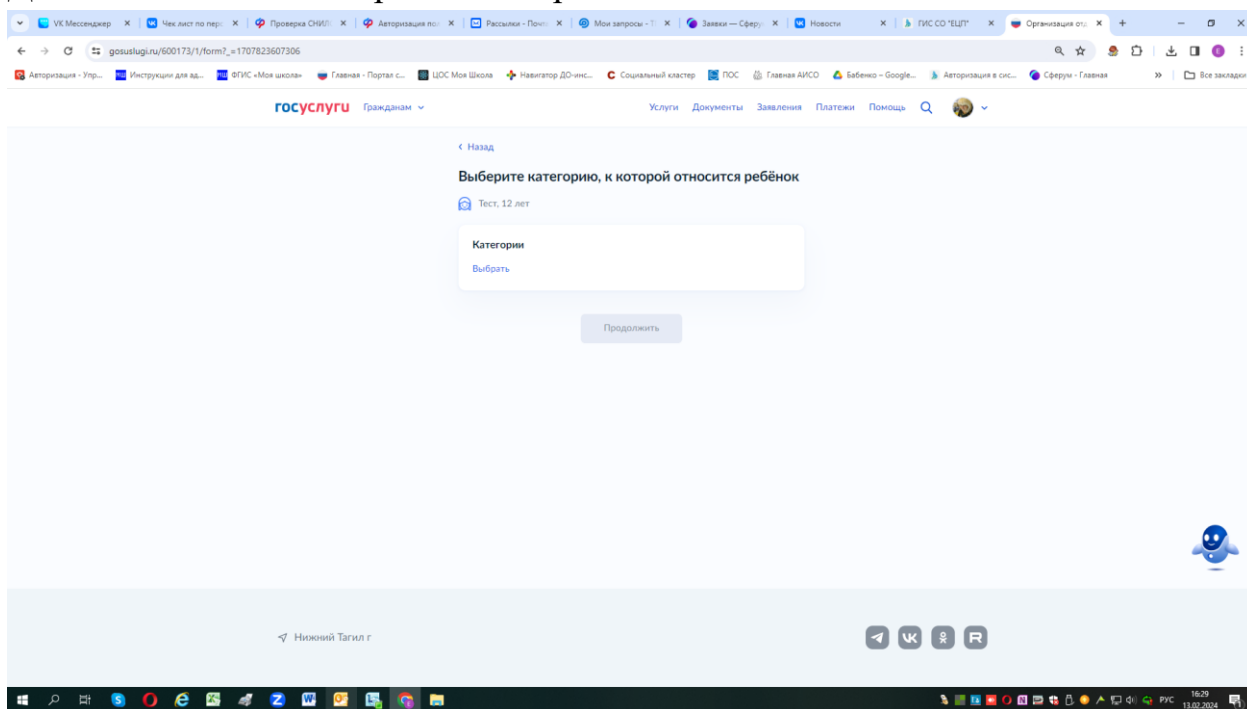 VK Мессенджер
Чек лист по перс
Проверка СНИЛ
Авторизация пол
Рассылки - Почт
Мои запросы - П
Заявки — Сферу
Новости
ГИС СО "ЕЦП"
Организация отд
gosuslugi.ru/600173/1/form?_=1707823607306
Авторизация - Упр...
Инструкции для ад...
ФГИС «Моя школа»
Главная - Портал с...
ЦОС Моя Школа
Навигатор ДО-инс...
Социальный кластер
ПОС
Главная АИСО
Бабенко – Google...
Авторизация в сис...
Сферум - Главная
»
Все закладки
госуслуги Гражданам
Услуги Документы Заявления Платежи Помощь
Назад
Выберите категорию, к которой относится ребёнок
Тест, 12 лет
Категории
Выбрать
Продолжить
Нижний Тагил г
РУС
16:29
13.02.2024